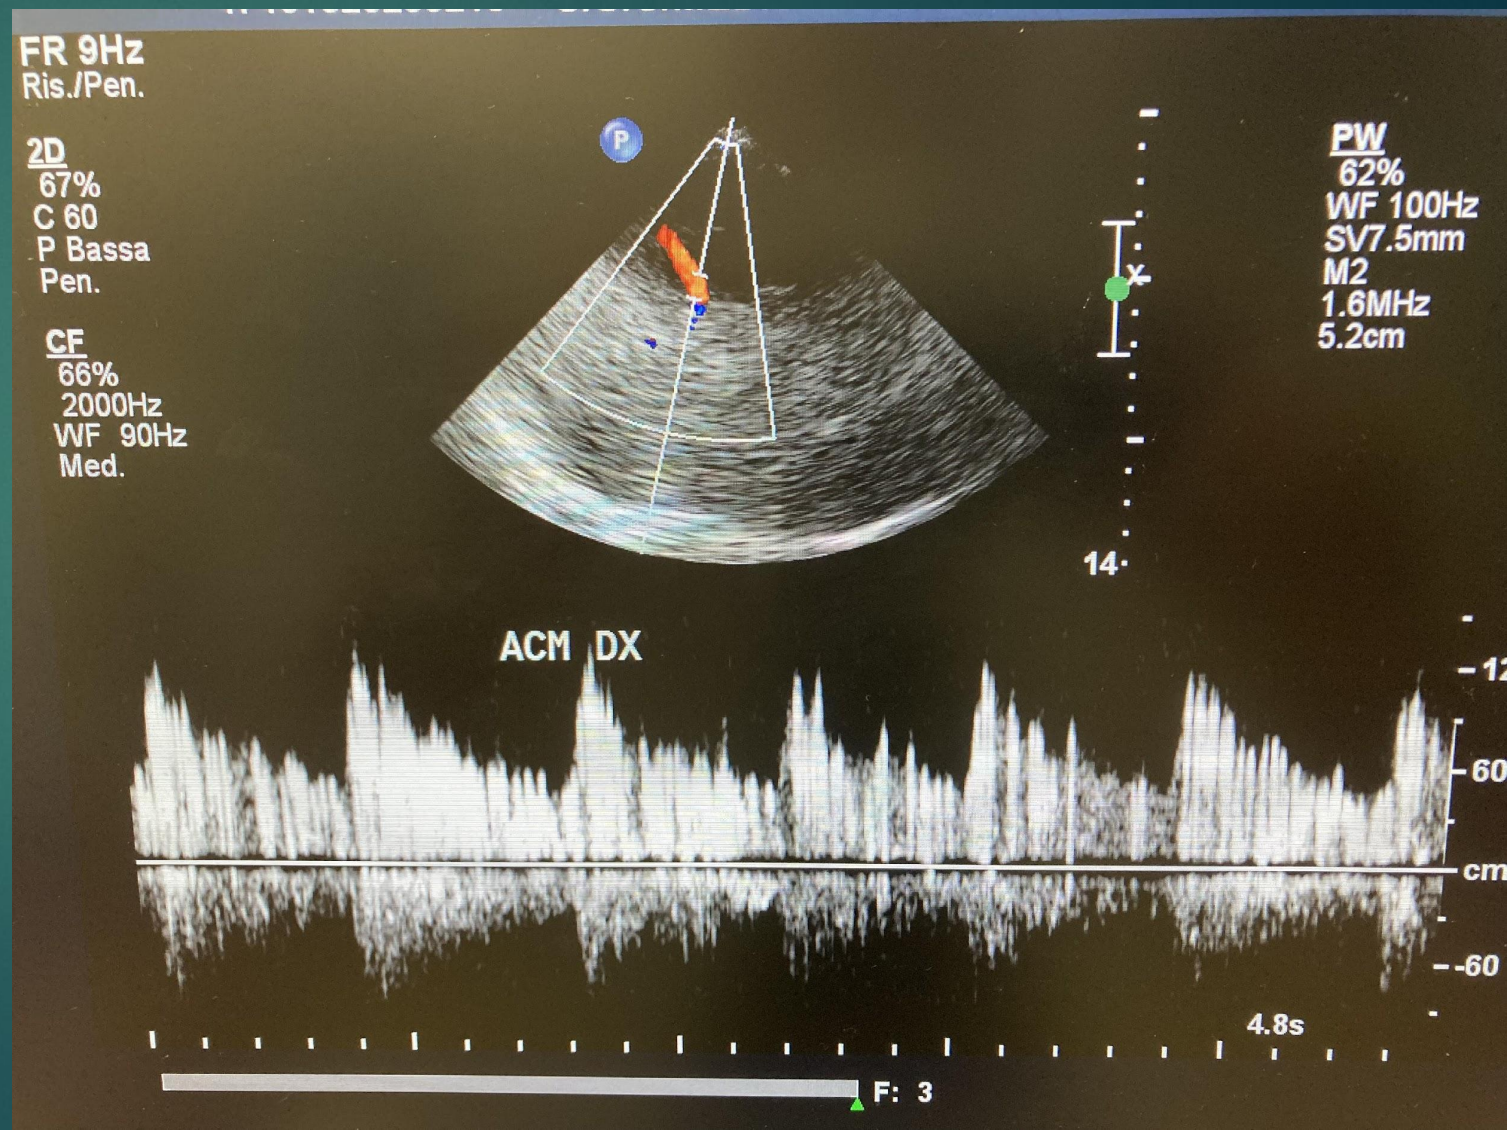 FR 9Hz
Ris./Pen.
2D
67%
C 60
P Bassa
Pen.
CF
66%
2000Hz
WF 90Hz
Med.
P
x
14
PW
62%
WF 100Hz
SV7.5mm
M2
1.6MHz
5.2cm
ACM DX
60
cm
-60
4.8s
F: 3